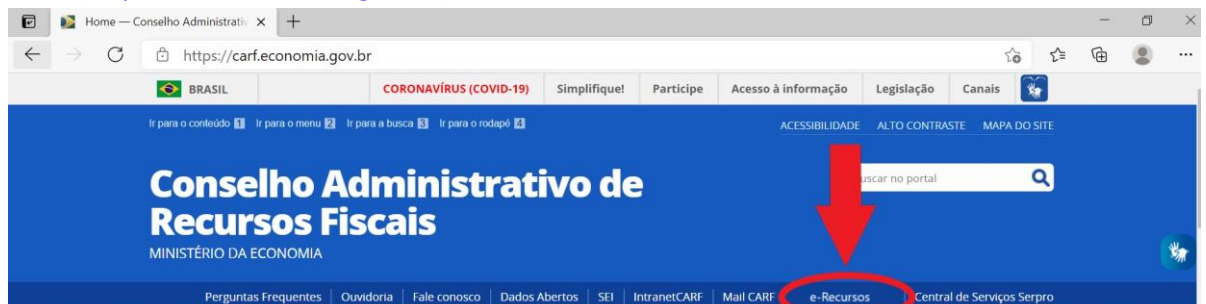 Home — Conselho Administrativ
https://carf.economia.gov.br
BRASIL CORONAVÍRUS (COVID-19) Simplifique! Participe Acesso à informação Legislação Canais
Ir para o conteúdo 1 Ir para o menu 2 Ir para a busca 3 Ir para o rodapé 4 ACESSIBILIDADE ALTO CONTRASTE MAPA DO SITE
Conselho Administrativo de
Recursos Fiscais
uscar no portal
MINISTÉRIO DA ECONOMIA
Perguntas Frequentes Ouvidoria Fale conosco Dados Abertos SEI IntranetCARF Mail CARF e-Recursos Central de Serviços Serpro